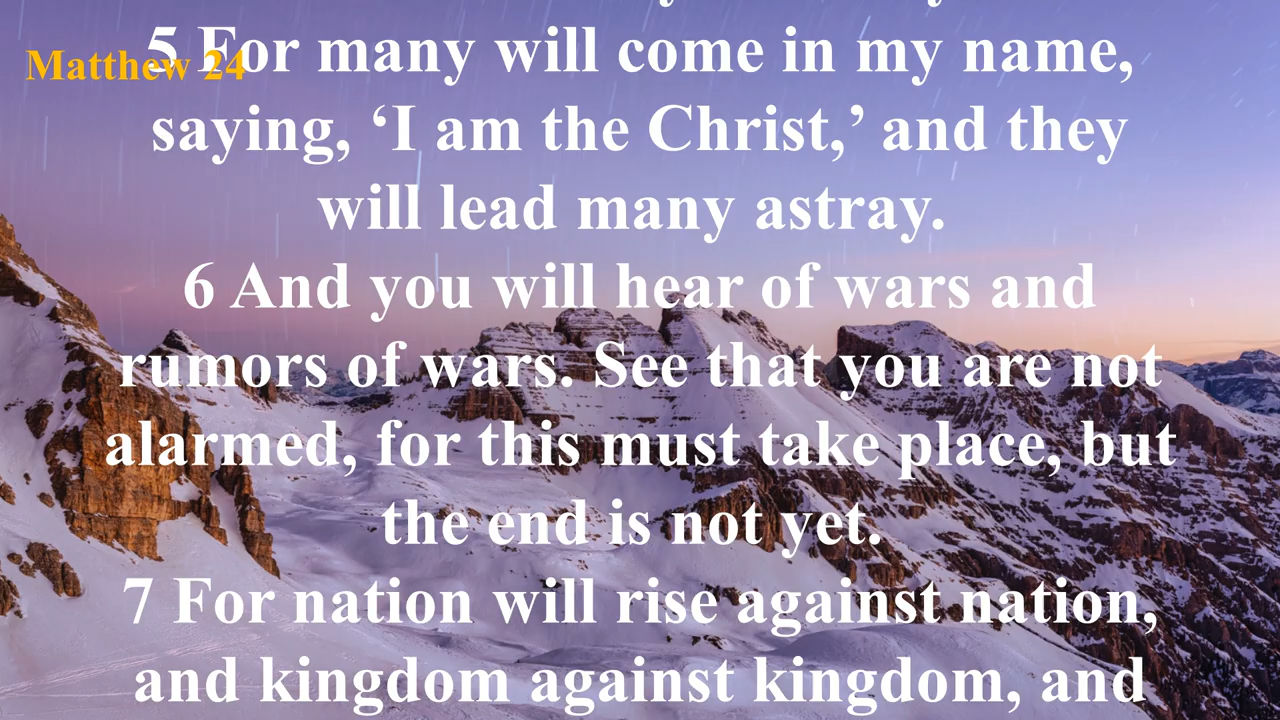 Matthew 24
5 For many will come in my name,
saying, ‘I am the Christ,’ and they
will lead many astray.
6 And you will hear of wars and
rumors of wars. See that you are not
alarmed, for this must take place, but
the end is not yet.
7 For nation will rise against nation,
and kingdom against kingdom, and